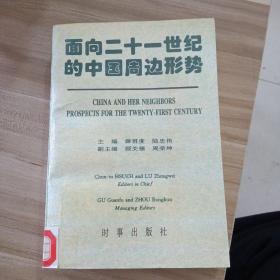 面向二十一世纪
的中国周边形势
CHINA AND HER NEIGHBORS
PROSPECTS FOR THE TWENTY-FIRST CENTURY
主 编 薛君度 陆忠伟
副主编 顾关福 周荣坤
Chun-tu HSUEH and LU Zhongwei
Editors in Chief
GU Guanfu and ZHOU Rongkun
Managing Editors
时事出版社